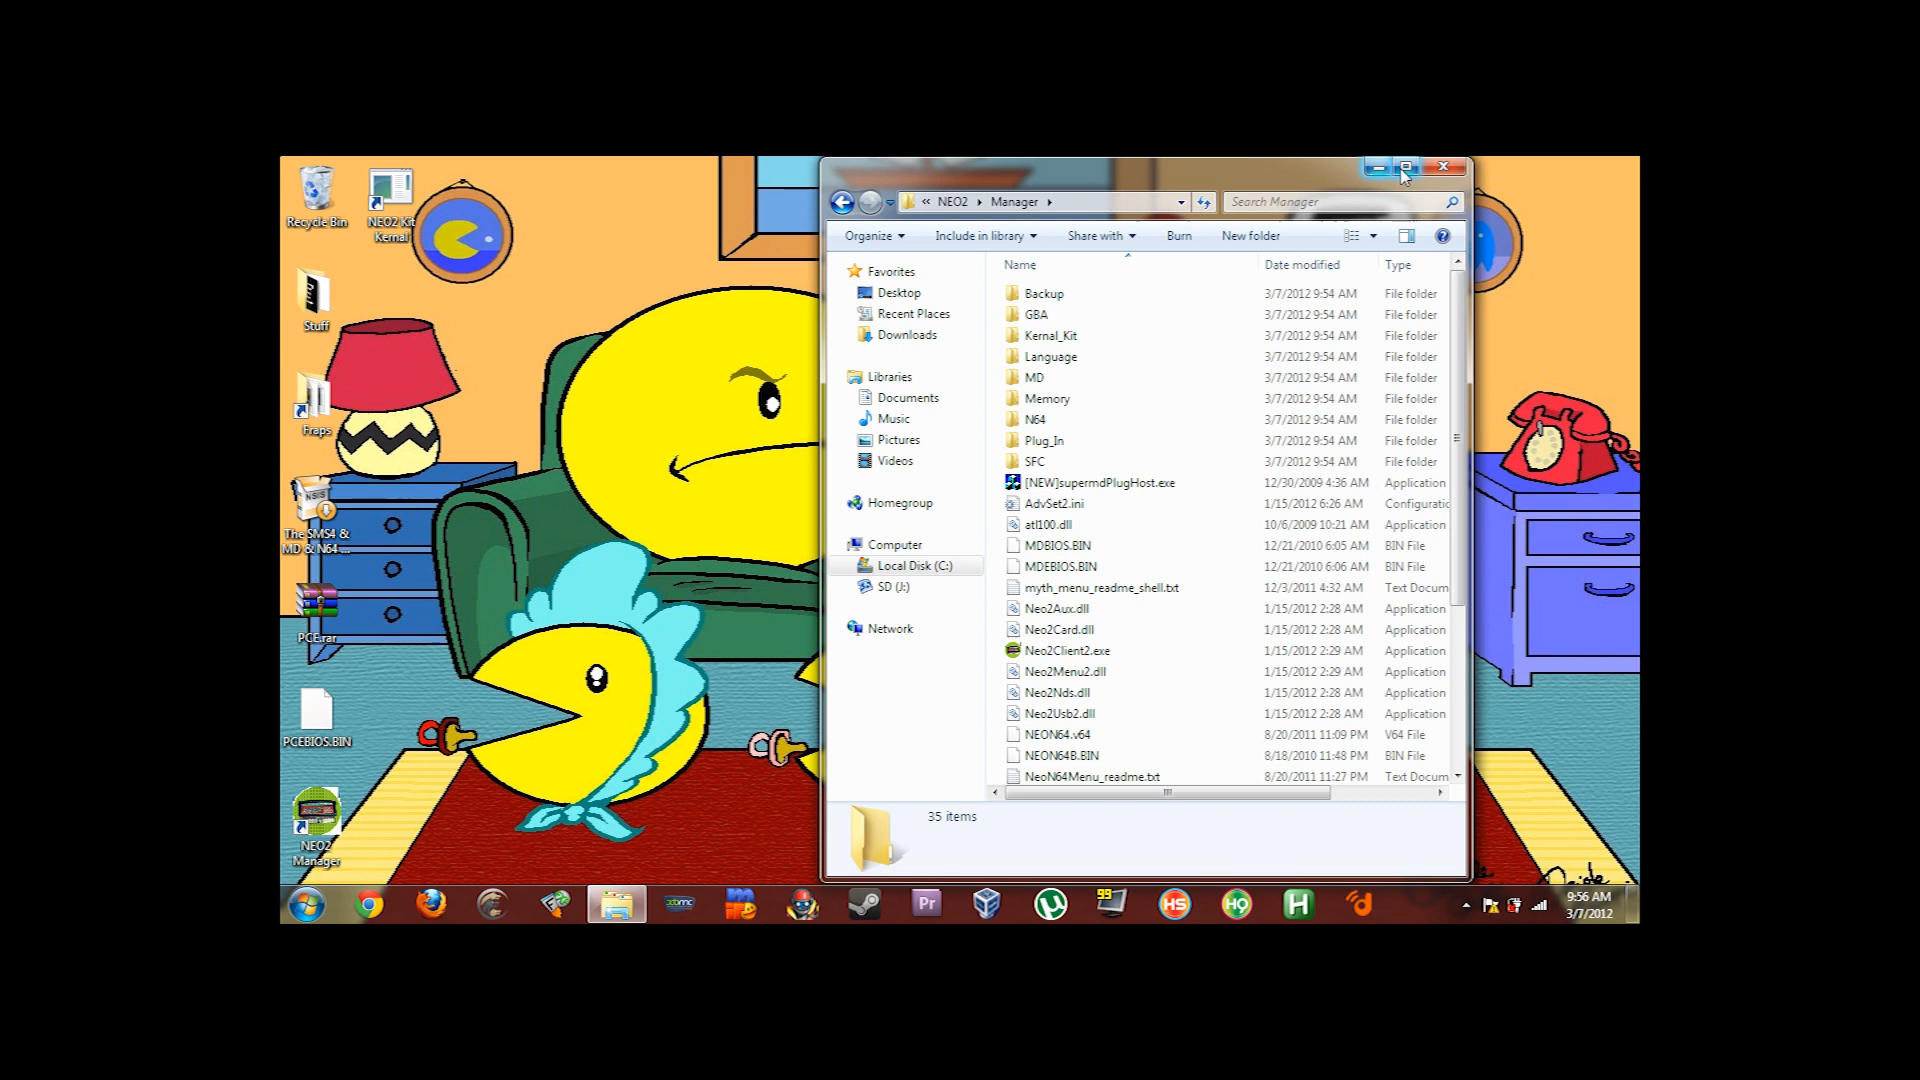 Recycle Bin
NEO2 Kit
Kernal
Stuff
Fraps
NSIS
The SMS4 &
MD & N64 ...
PCE.rar
PCEBIOS.BIN
NEO2
Manager
« NEO2 Manager
Search Manager
Organize Include in library Share with Burn New folder
Favorites
Desktop
Recent Places
Downloads
Libraries
Documents
Music
Pictures
Videos
Homegroup
Computer
Local Disk (C:)
SD (J:)
Network
Name Date modified Type
Backup 3/7/2012 9:54 AM File folder
GBA 3/7/2012 9:54 AM File folder
Kernal_Kit 3/7/2012 9:54 AM File folder
Language 3/7/2012 9:54 AM File folder
MD 3/7/2012 9:54 AM File folder
Memory 3/7/2012 9:54 AM File folder
N64 3/7/2012 9:54 AM File folder
Plug_In 3/7/2012 9:54 AM File folder
SFC 3/7/2012 9:54 AM File folder
[NEW]supermdPlugHost.exe 12/30/2009 4:36 AM Application
AdvSet2.ini 1/15/2012 6:26 AM Configuratic
atl100.dll 10/6/2009 10:21 AM Application
MDBIOS.BIN 12/21/2010 6:05 AM BIN File
MDEBIOS.BIN 12/21/2010 6:06 AM BIN File
myth_menu_readme_shell.txt 12/3/2011 4:32 AM Text Docum
Neo2Aux.dll 1/15/2012 2:28 AM Application
Neo2Card.dll 1/15/2012 2:28 AM Application
Neo2Client2.exe 1/15/2012 2:29 AM Application
Neo2Menu2.dll 1/15/2012 2:29 AM Application
Neo2Nds.dll 1/15/2012 2:28 AM Application
Neo2Usb2.dll 1/15/2012 2:28 AM Application
NEON64.v64 8/20/2011 11:09 PM V64 File
NEON64B.BIN 8/18/2010 11:48 PM BIN File
NeoN64Menu_readme.txt 8/20/2011 11:27 PM Text Docum
35 items
xbmc
Pr
99
HS
HQ
H
9:56 AM
3/7/2012